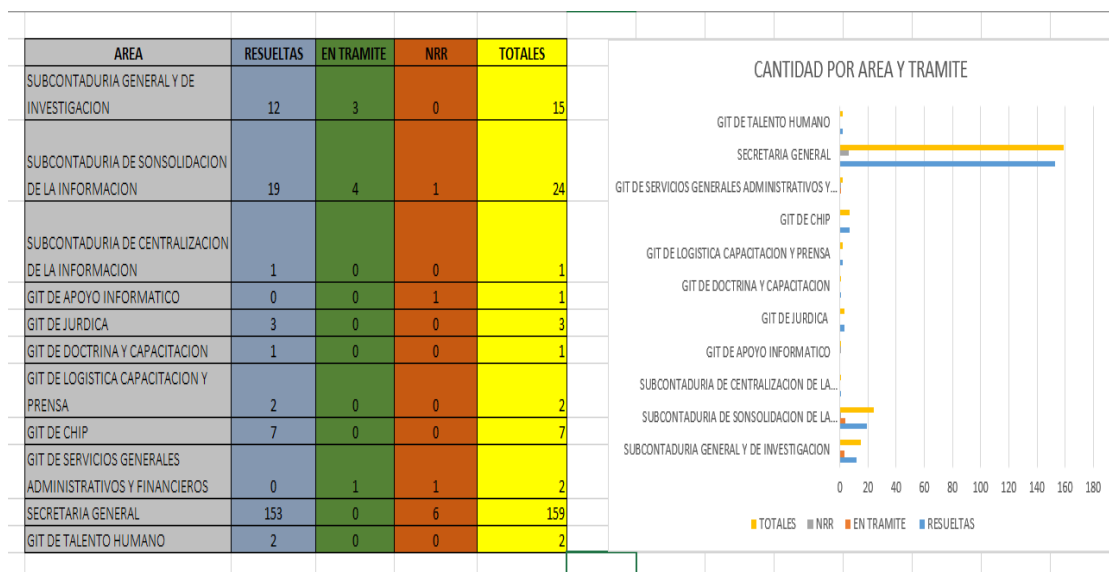 AREA RESUELTAS EN TRAMITE NRR TOTALES
SUBCONTADURIA GENERAL Y DE
INVESTIGACION 12 3 0 15
SUBCONTADURIA DE SONSOLIDACION
DE LA INFORMACION 19 4 1 24
SUBCONTADURIA DE CENTRALIZACION
DE LA INFORMACION 1 0 0 1
GIT DE APOYO INFORMATICO 0 0 1 1
GIT DE JURDICA 3 0 0 3
GIT DE DOCTRINA Y CAPACITACION 1 0 0 1
GIT DE LOGISTICA CAPACITACION Y
PRENSA 2 0 0 2
GIT DE CHIP 7 0 0 7
GIT DE SERVICIOS GENERALES
ADMINISTRATIVOS Y FINANCIEROS 0 1 1 2
SECRETARIA GENERAL 153 0 6 159
GIT DE TALENTO HUMANO 2 0 0 2
CANTIDAD POR AREA Y TRAMITE
GIT DE TALENTO HUMANO
SECRETARIA GENERAL
GIT DE SERVICIOS GENERALES ADMINISTRATIVOS Y...
GIT DE CHIP
GIT DE LOGISTICA CAPACITACION Y PRENSA
GIT DE DOCTRINA Y CAPACITACION
GIT DE JURDICA
GIT DE APOYO INFORMATICO
SUBCONTADURIA DE CENTRALIZACION DE LA...
SUBCONTADURIA DE SONSOLIDACION DE LA...
SUBCONTADURIA GENERAL Y DE INVESTIGACION
0 20 40 60 80 100 120 140 160 180
TOTALES NRR EN TRAMITE RESUELTAS